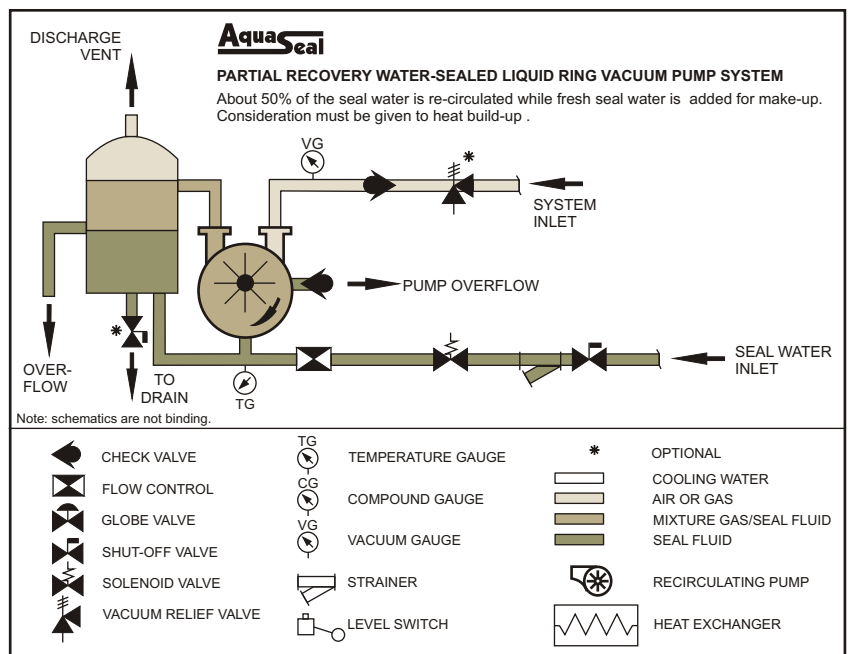 DISCHARGE
VENT
AquaSeal
PARTIAL RECOVERY WATER-SEALED LIQUID RING VACUUM PUMP SYSTEM
About 50% of the seal water is re-circulated while fresh seal water is added for make-up.
Consideration must be given to heat build-up .
VG
*
SYSTEM
INLET
PUMP OVERFLOW
*
OVER-
FLOW
TO
DRAIN
TG
SEAL WATER
INLET
Note: schematics are not binding.
CHECK VALVE
FLOW CONTROL
GLOBE VALVE
SHUT-OFF VALVE
SOLENOID VALVE
VACUUM RELIEF VALVE
TG
TEMPERATURE GAUGE
CG
COMPOUND GAUGE
VG
VACUUM GAUGE
STRAINER
LEVEL SWITCH
* OPTIONAL
COOLING WATER
AIR OR GAS
MIXTURE GAS/SEAL FLUID
SEAL FLUID
RECIRCULATING PUMP
HEAT EXCHANGER